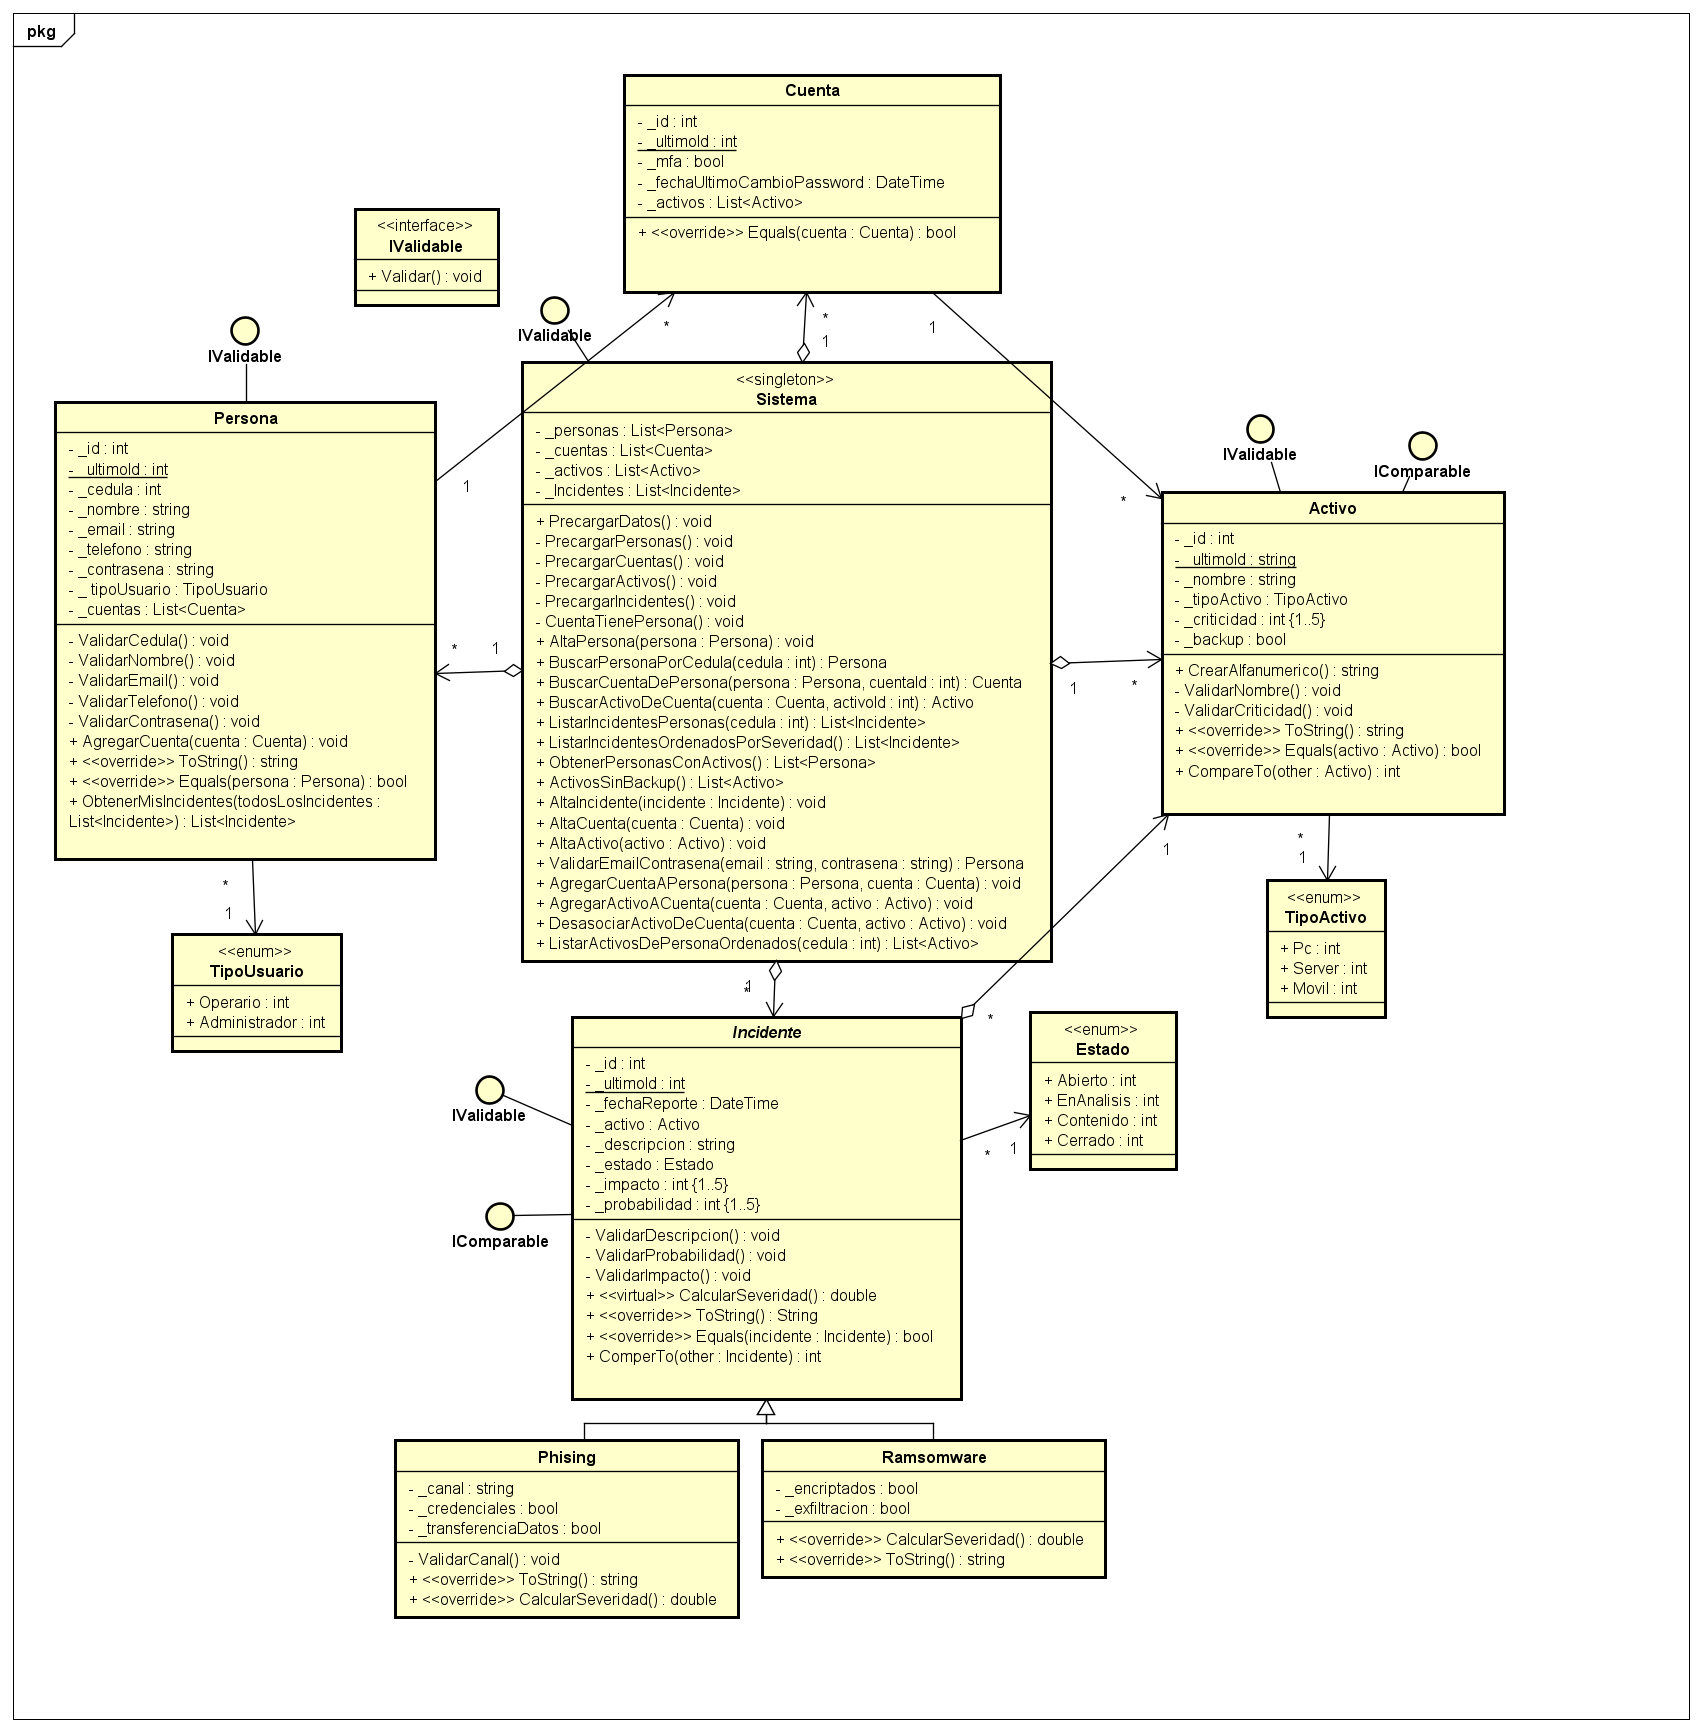 pkg
Cuenta
- _id : int
- _ultimoId : int
- _mfa : bool
- _fechaUltimoCambioPassword : DateTime
- _activos : List<Activo>
+ <<override>> Equals(cuenta : Cuenta) : bool
<<interface>>
IValidable
+ Validar() : void
IValidable
IValidable
*
*
1
1
Persona
- _id : int
- _ultimoId : int
- _cedula : int
- _nombre : string
- _email : string
- _telefono : string
- _contrasena : string
- _ tipoUsuario : TipoUsuario
- _cuentas : List<Cuenta>
- ValidarCedula() : void
- ValidarNombre() : void
- ValidarEmail() : void
- ValidarTelefono() : void
- ValidarContrasena() : void
+ AgregarCuenta(cuenta : Cuenta) : void
+ <<override>> ToString() : string
+ <<override>> Equals(persona : Persona) : bool
+ ObtenerMisIncidentes(todosLosIncidentes :
List<Incidente>) : List<Incidente>
1
*
1
<<singleton>>
Sistema
- _personas : List<Persona>
- _cuentas : List<Cuenta>
- _activos : List<Activo>
- _Incidentes : List<Incidente>
+ PrecargarDatos() : void
- PrecargarPersonas() : void
- PrecargarCuentas() : void
- PrecargarActivos() : void
- PrecargarIncidentes() : void
- CuentaTienePersona() : void
+ AltaPersona(persona : Persona) : void
+ BuscarPersonaPorCedula(cedula : int) : Persona
+ BuscarCuentaDePersona(persona : Persona, cuentaId : int) : Cuenta
+ BuscarActivoDeCuenta(cuenta : Cuenta, activoId : int) : Activo
+ ListarIncidentesPersonas(cedula : int) : List<Incidente>
+ ListarIncidentesOrdenadosPorSeveridad() : List<Incidente>
+ ObtenerPersonasConActivos() : List<Persona>
+ ActivosSinBackup() : List<Activo>
+ AltaIncidente(incidente : Incidente) : void
+ AltaCuenta(cuenta : Cuenta) : void
+ AltaActivo(activo : Activo) : void
+ ValidarEmailContrasena(email : string, contrasena : string) : Persona
+ AgregarCuentaAPersona(persona : Persona, cuenta : Cuenta) : void
+ AgregarActivoACuenta(cuenta : Cuenta, activo : Activo) : void
+ DesasociarActivoDeCuenta(cuenta : Cuenta, activo : Activo) : void
+ ListarActivosDePersonaOrdenados(cedula : int) : List<Activo>
IValidable
IComparable
*
Activo
- _id : int
- _ultimoId : string
- _nombre : string
- _tipoActivo : TipoActivo
- _criticidad : int {1..5}
- _backup : bool
+ CrearAlfanumerico() : string
- ValidarNombre() : void
- ValidarCriticidad() : void
+ <<override>> ToString() : string
+ <<override>> Equals(activo : Activo) : bool
+ CompareTo(other : Activo) : int
1
*
1
*
1
<<enum>>
TipoActivo
+ Pc : int
+ Server : int
+ Movil : int
*
1
<<enum>>
TipoUsuario
+ Operario : int
+ Administrador : int
1
*
*
Incidente
- _id : int
- _ultimoId : int
- _fechaReporte : DateTime
- _activo : Activo
- _descripcion : string
- _estado : Estado
- _impacto : int {1..5}
- _probabilidad : int {1..5}
- ValidarDescripcion() : void
- ValidarProbabilidad() : void
- ValidarImpacto() : void
+ <<virtual>> CalcularSeveridad() : double
+ <<override>> ToString() : String
+ <<override>> Equals(incidente : Incidente) : bool
+ ComperTo(other : Incidente) : int
IValidable
IComparable
*
1
<<enum>>
Estado
+ Abierto : int
+ EnAnalisis : int
+ Contenido : int
+ Cerrado : int
Phising
- _canal : string
- _credenciales : bool
- _transferenciaDatos : bool
- ValidarCanal() : void
+ <<override>> ToString() : string
+ <<override>> CalcularSeveridad() : double
Ramsomware
- _encriptados : bool
- _exfiltracion : bool
+ <<override>> CalcularSeveridad() : double
+ <<override>> ToString() : string